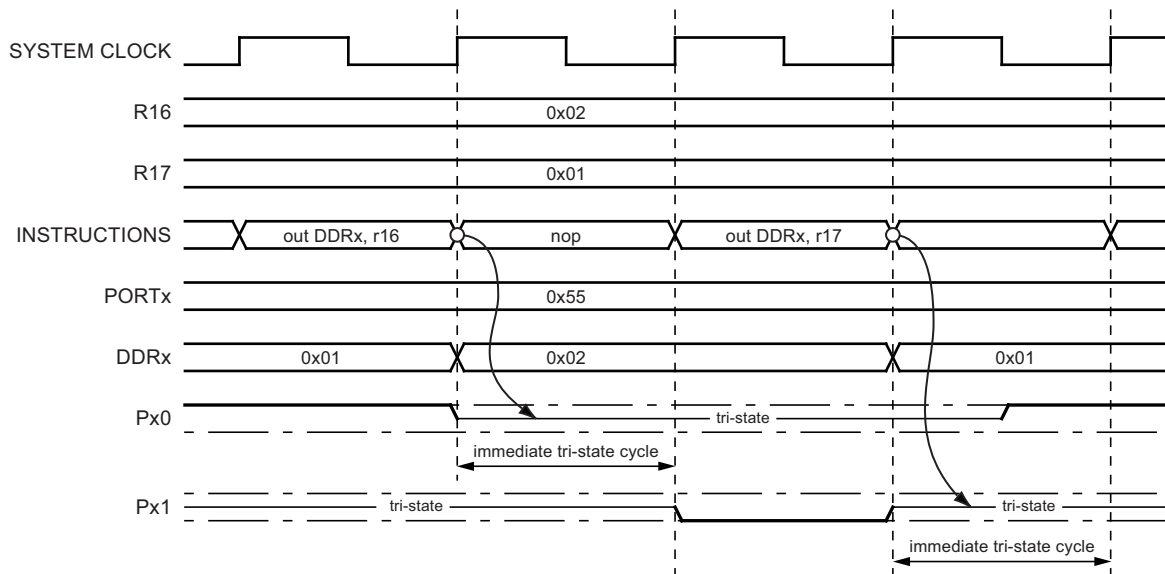 SYSTEM CLOCK
R16
0x02
R17
0x01
INSTRUCTIONS
out DDRx, r16
nop
out DDRx, r17
PORTx
0x55
DDRx
0x01
0x02
0x01
Px0
tri-state
immediate tri-state cycle
Px1
tri-state
tri-state
immediate tri-state cycle